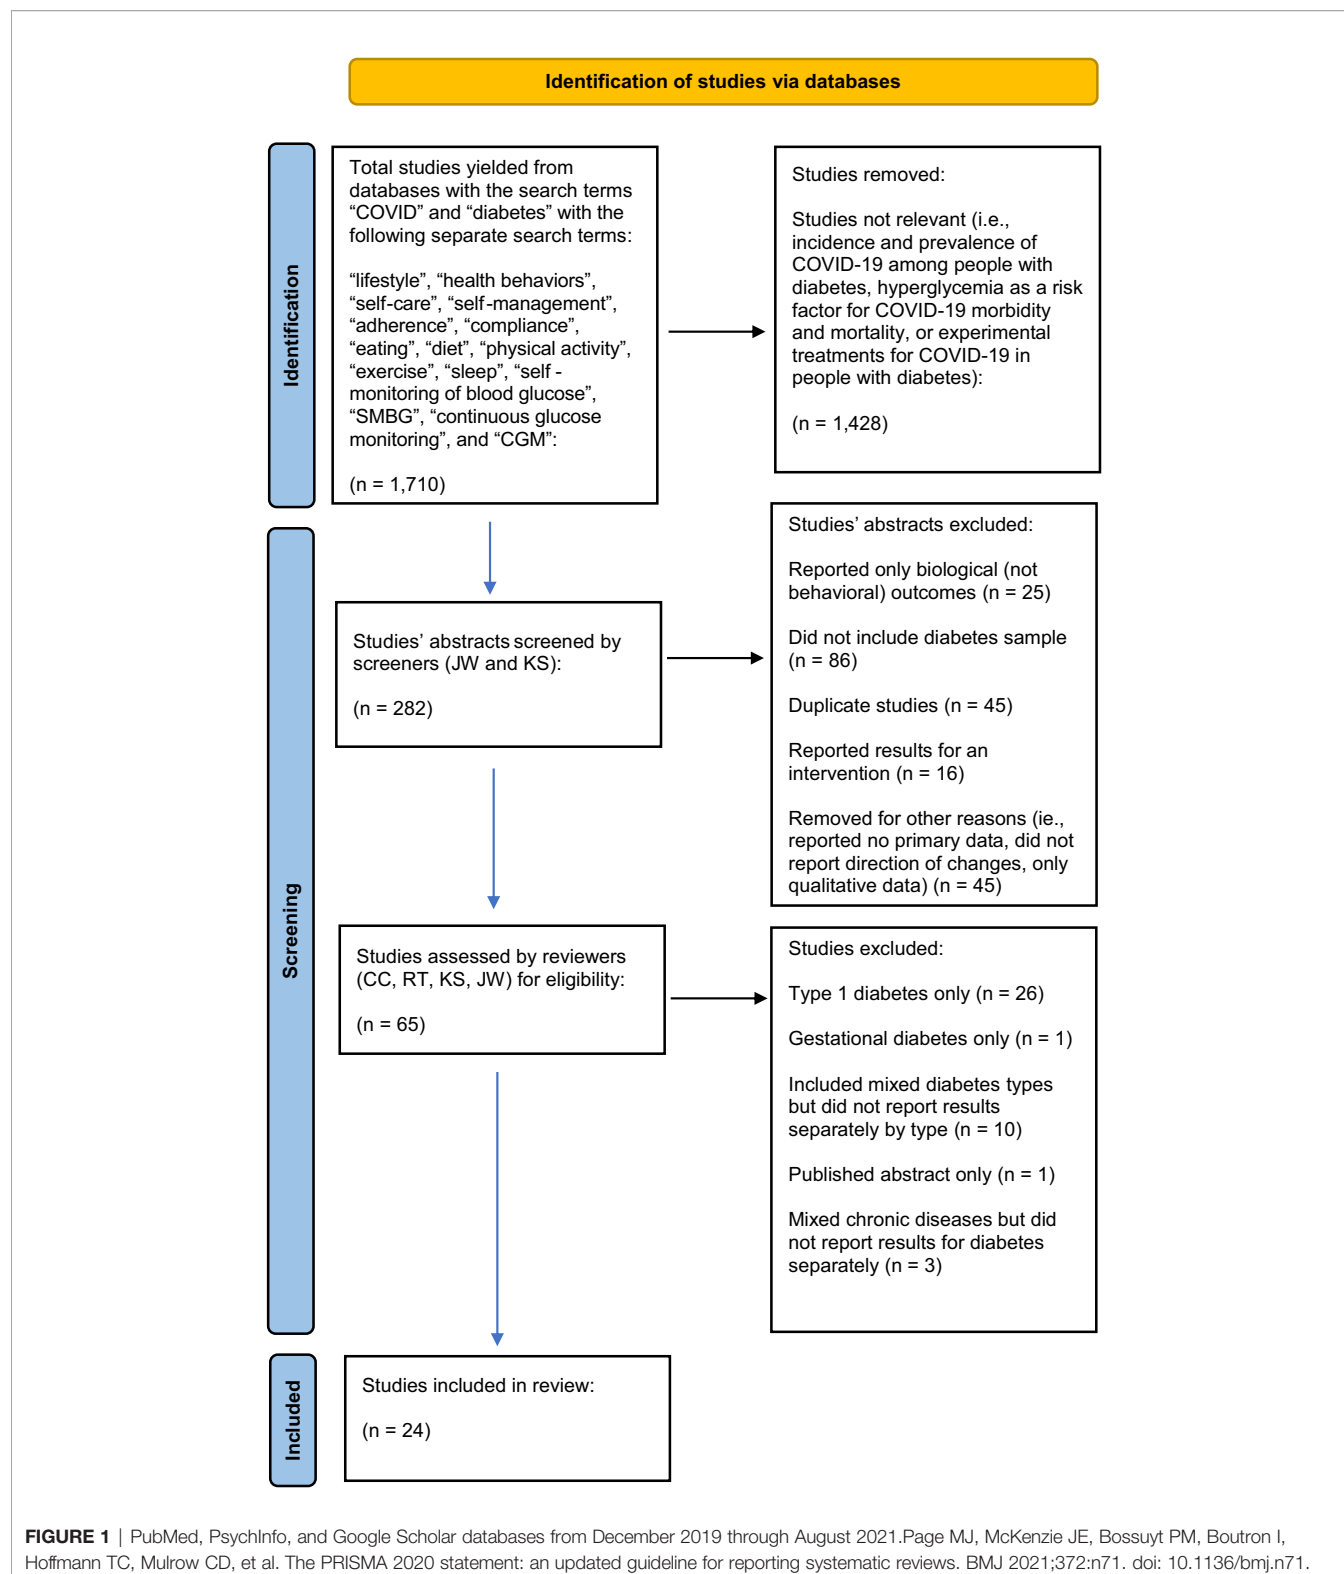 Identification of studies via databases
Identification
Total studies yielded from
databases with the search terms
“COVID” and “diabetes” with the
following separate search terms:
“lifestyle”, “health behaviors”,
“self-care”, “self-management”,
“adherence”, “compliance”,
“eating”, “diet”, “physical activity”,
“exercise”, “sleep”, “self -
monitoring of blood glucose”,
“SMBG”, “continuous glucose
monitoring”, and “CGM”:
(n = 1,710)
Studies removed:
Studies not relevant (i.e.,
incidence and prevalence of
COVID-19 among people with
diabetes, hyperglycemia as a risk
factor for COVID-19 morbidity
and mortality, or experimental
treatments for COVID-19 in
people with diabetes):
(n = 1,428)
Screening
Studies’ abstracts screened by
screeners (JW and KS):
(n = 282)
Studies’ abstracts excluded:
Reported only biological (not
behavioral) outcomes (n = 25)
Did not include diabetes sample
(n = 86)
Duplicate studies (n = 45)
Reported results for an
intervention (n = 16)
Removed for other reasons (ie.,
reported no primary data, did not
report direction of changes, only
qualitative data) (n = 45)
Studies assessed by reviewers
(CC, RT, KS, JW) for eligibility:
(n = 65)
Studies excluded:
Type 1 diabetes only (n = 26)
Gestational diabetes only (n = 1)
Included mixed diabetes types
but did not report results
separately by type (n = 10)
Published abstract only (n = 1)
Mixed chronic diseases but did
not report results for diabetes
separately (n = 3)
Included
Studies included in review:
(n = 24)
FIGURE 1 | PubMed, PsychInfo, and Google Scholar databases from December 2019 through August 2021.Page MJ, McKenzie JE, Bossuyt PM, Boutron I,
Hoffmann TC, Mulrow CD, et al. The PRISMA 2020 statement: an updated guideline for reporting systematic reviews. BMJ 2021;372:n71. doi: 10.1136/bmj.n71.